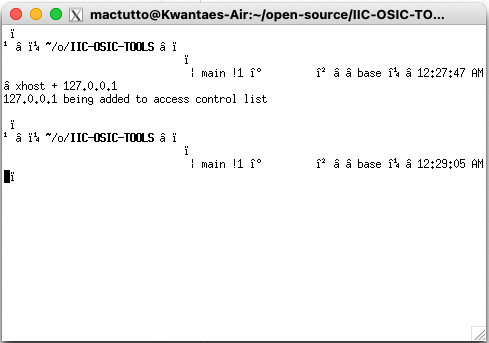 mactutto@Kwantaes-Air:~/open-source/IIC-OSIC-TO...
ï
¹ â ï¼ ~/o/IIC-OSIC-TOOLS â ï
ï
¦ main !1 î° î² â â base î¼ â 12:27:47 AM
â xhost + 127.0.0.1
127.0.0.1 being added to access control list
ï
¹ â ï¼ ~/o/IIC-OSIC-TOOLS â ï
ï
¦ main !1 î° î² â â base î¼ â 12:29:05 AM
ï